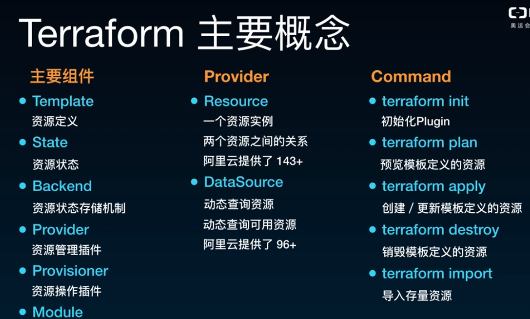 Terraform 主要概念
主要组件
Template
资源定义
State
资源状态
Backend
资源状态存储机制
Provider
资源管理插件
Provisioner
资源操作插件
Module
Provider
Resource
一个资源实例
两个资源之间的关系
阿里云提供了 143+
DataSource
动态查询资源
动态查询可用资源
阿里云提供了 96+
Command
terraform init
初始化Plugin
terraform plan
预览模板定义的资源
terraform apply
创建 / 更新模板定义的资源
terraform destroy
销毁模板定义的资源
terraform import
导入存量资源